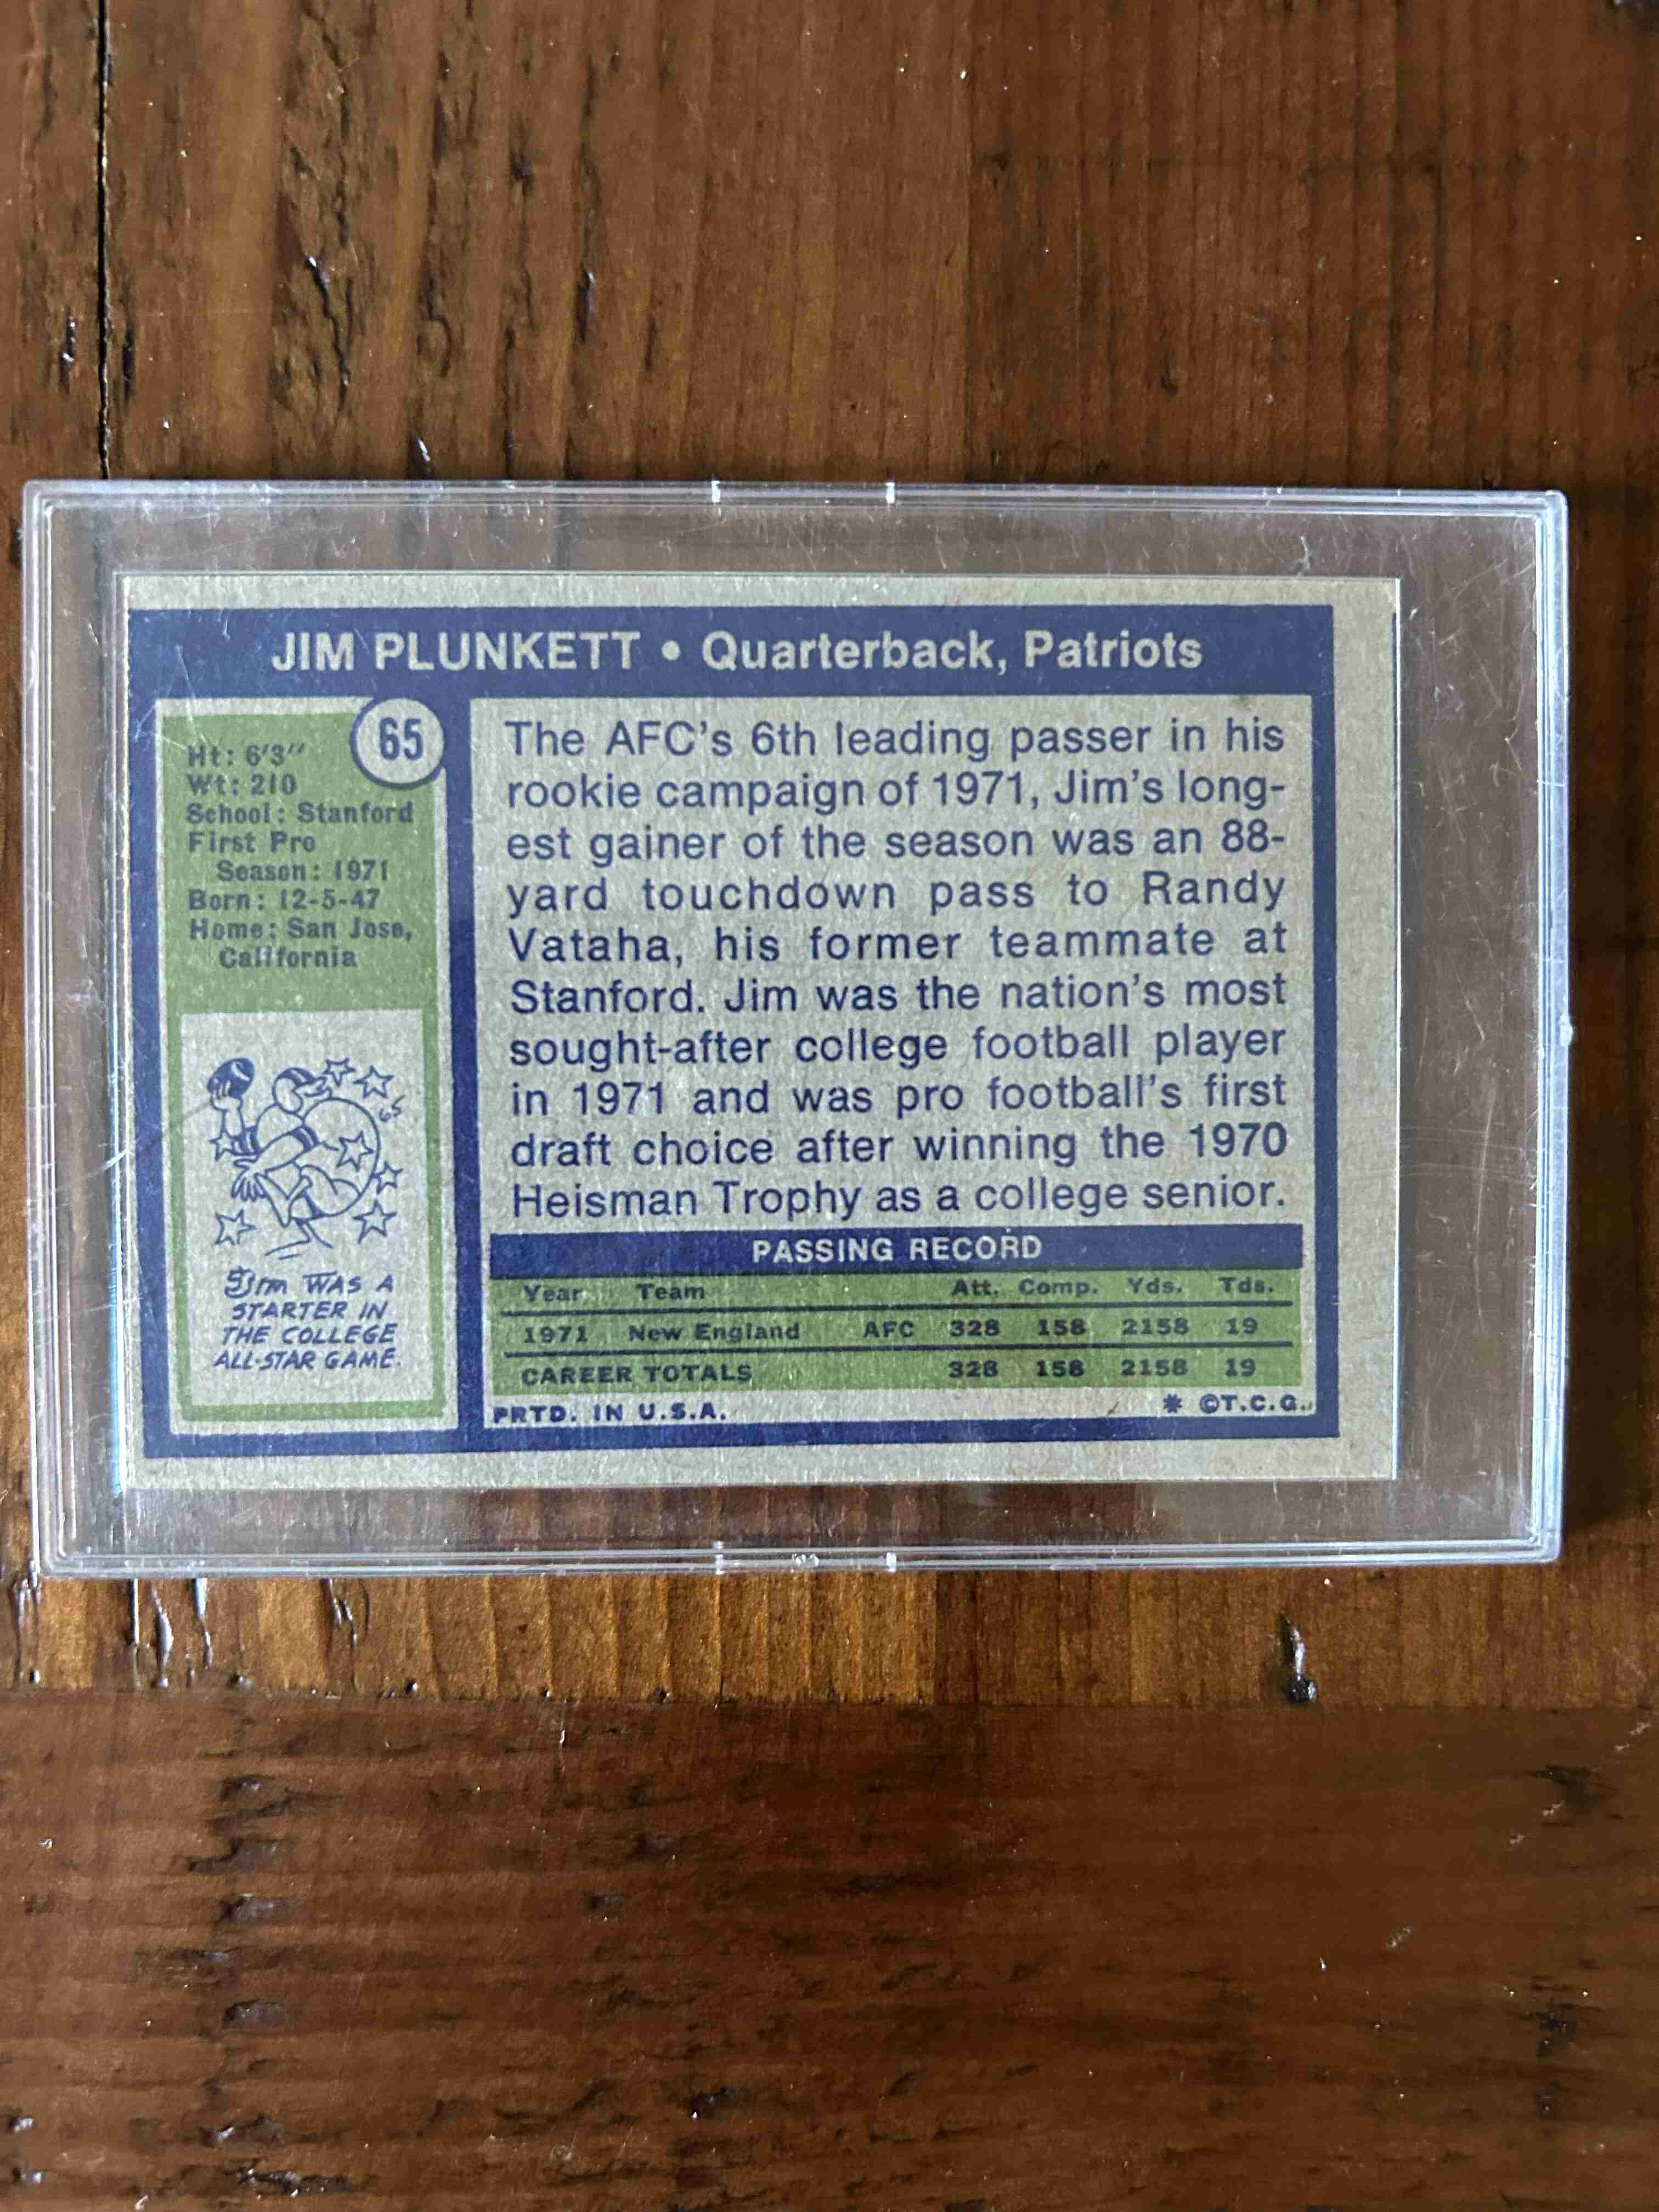 JIM PLUNKETT • Quarterback, Patriots
65
Ht: 6'3"
Wt: 210
School: Stanford
First Pro
Season: 1971
Born: 12-5-47
Home: San Jose,
California
Jim WAS A
STARTER IN
THE COLLEGE
ALL-STAR GAME.
The AFC's 6th leading passer in his
rookie campaign of 1971, Jim's long-
est gainer of the season was an 88-
yard touchdown pass to Randy
Vataha, his former teammate at
Stanford. Jim was the nation's most
sought-after college football player
in 1971 and was pro football's first
draft choice after winning the 1970
Heisman Trophy as a college senior.
PASSING RECORD
Year Team Att. Comp. Yds. Tds.
1971 New England AFC 328 158 2158 19
CAREER TOTALS 328 158 2158 19
PRTD. IN U.S.A. * ©T.C.G.